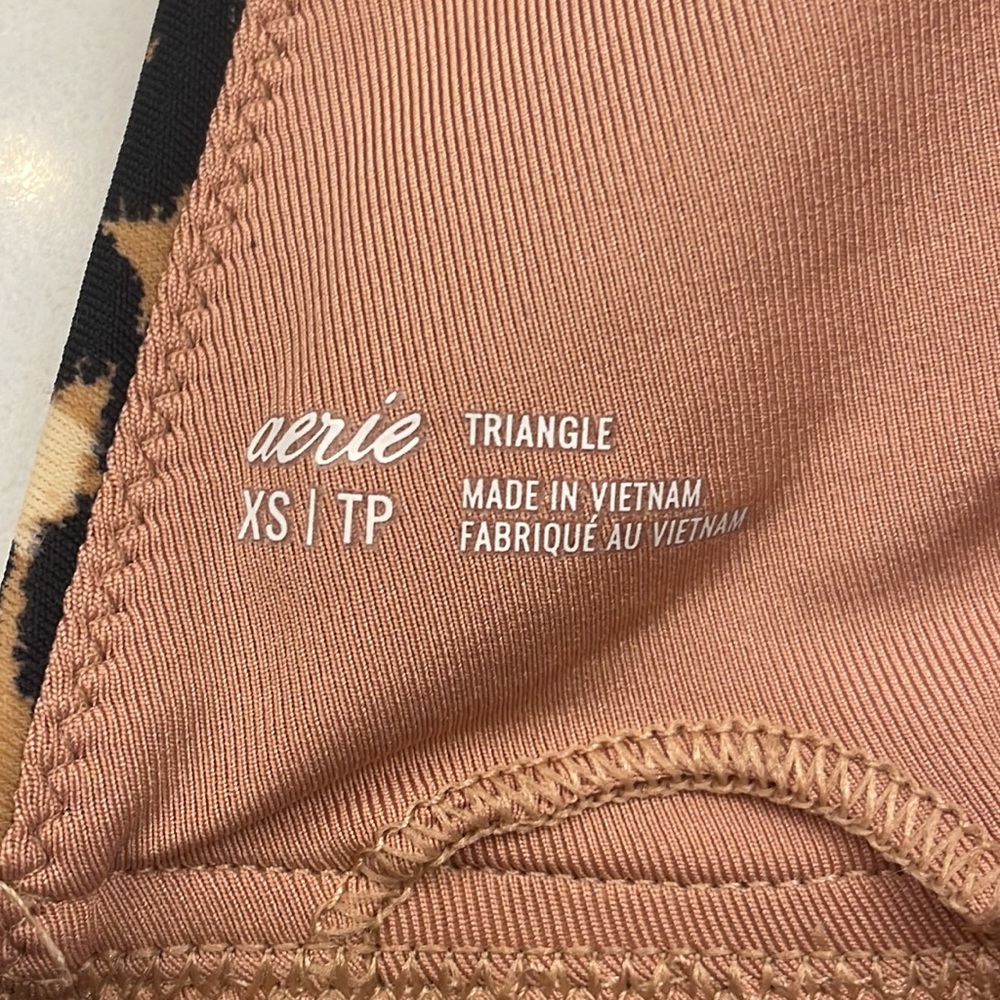 aerie
XS | TP
TRIANGLE
MADE IN VIETNAM
FABRIQUÉ AU VIETNAM